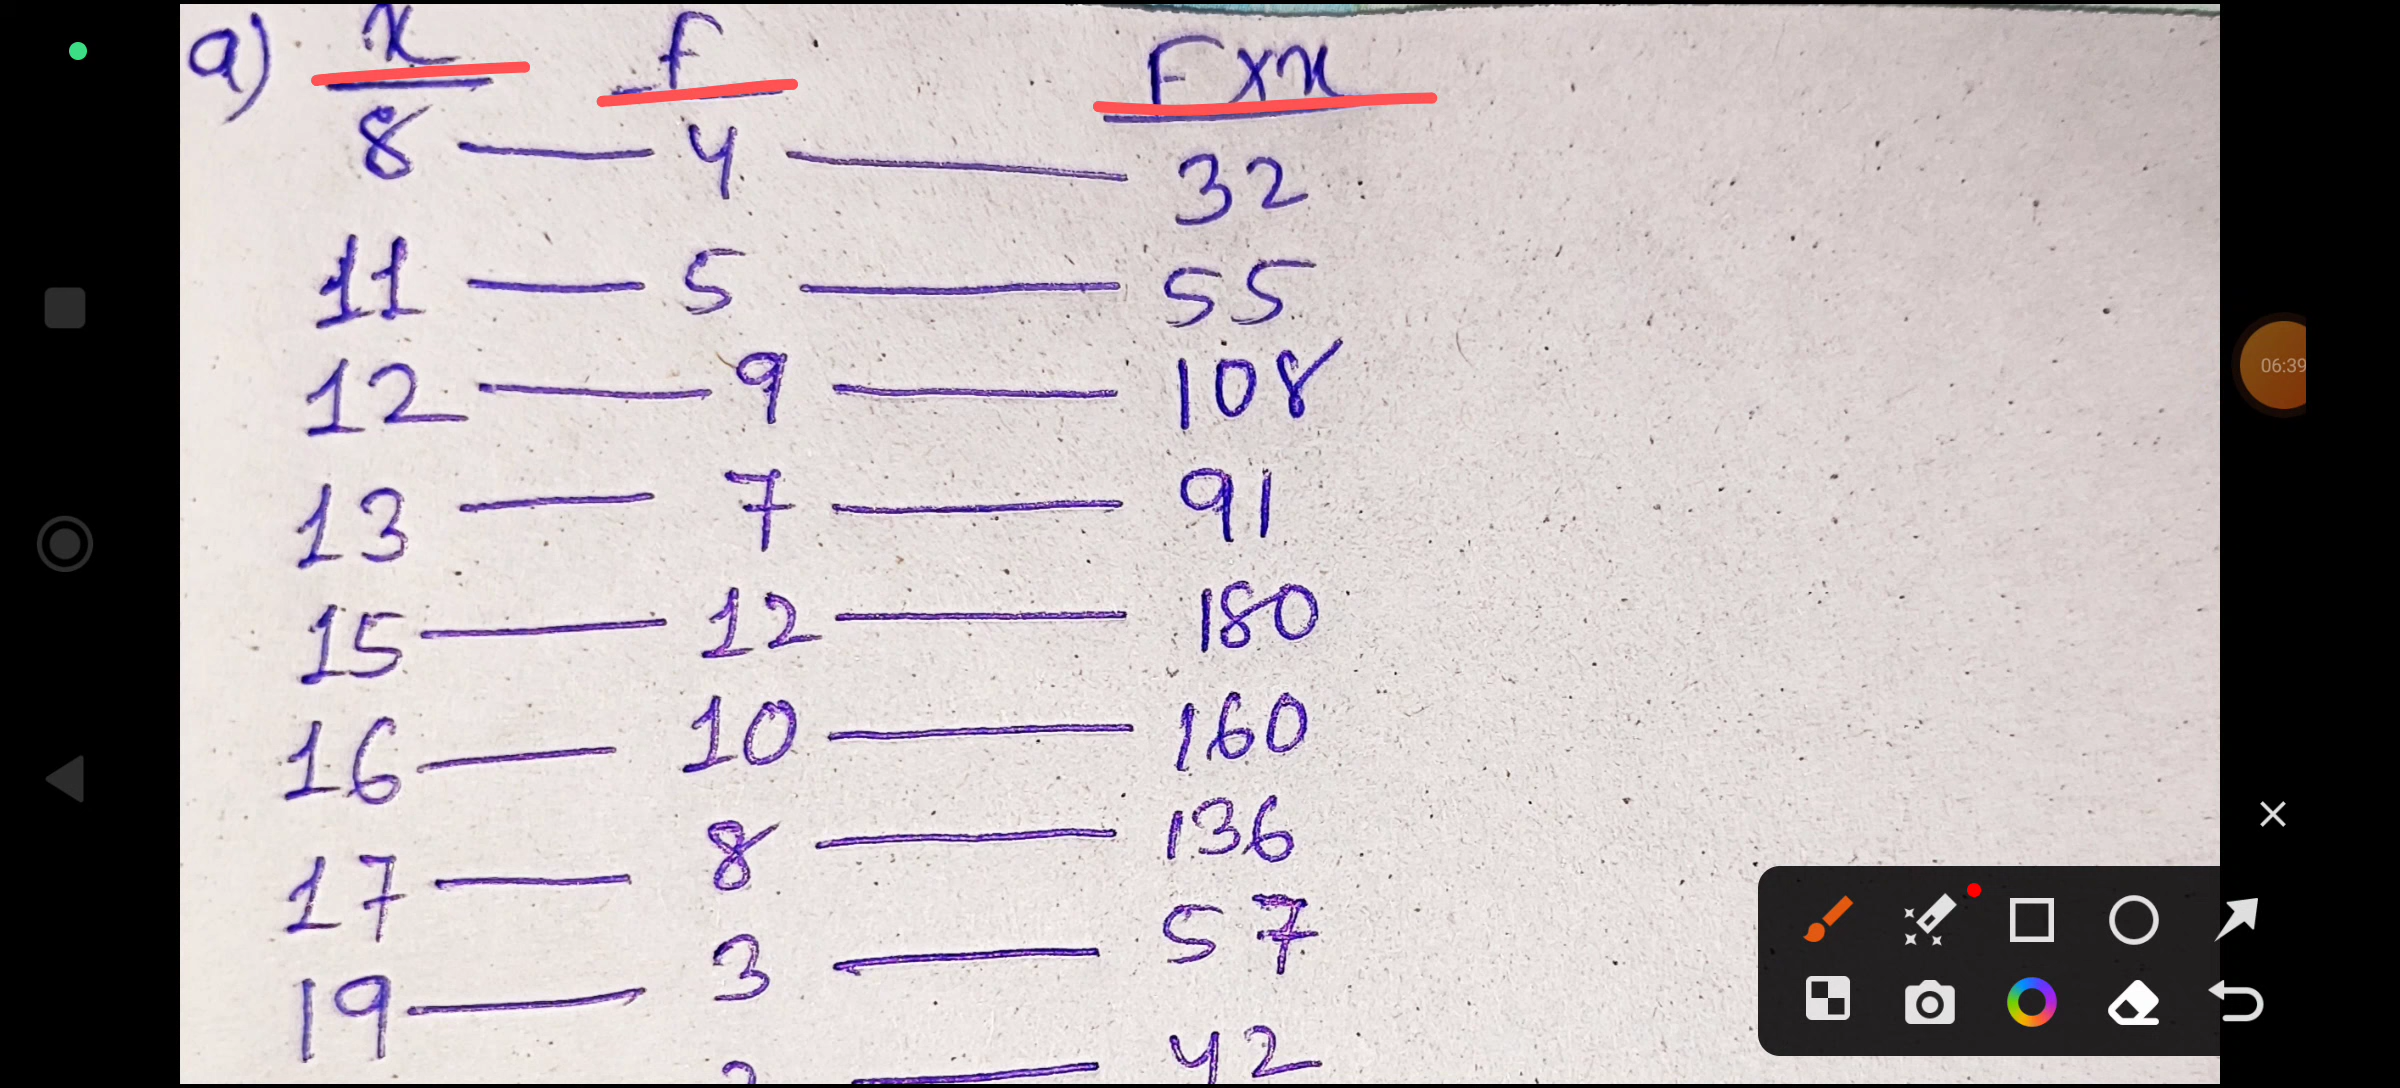 a) x f F×x
8 — 4 — 32
11 — 5 — 55
12 — 9 — 108
13 — 7 — 91
15 — 12 — 180
16 — 10 — 160
17 — 8 — 136
19 — 3 — 57
42
06:39